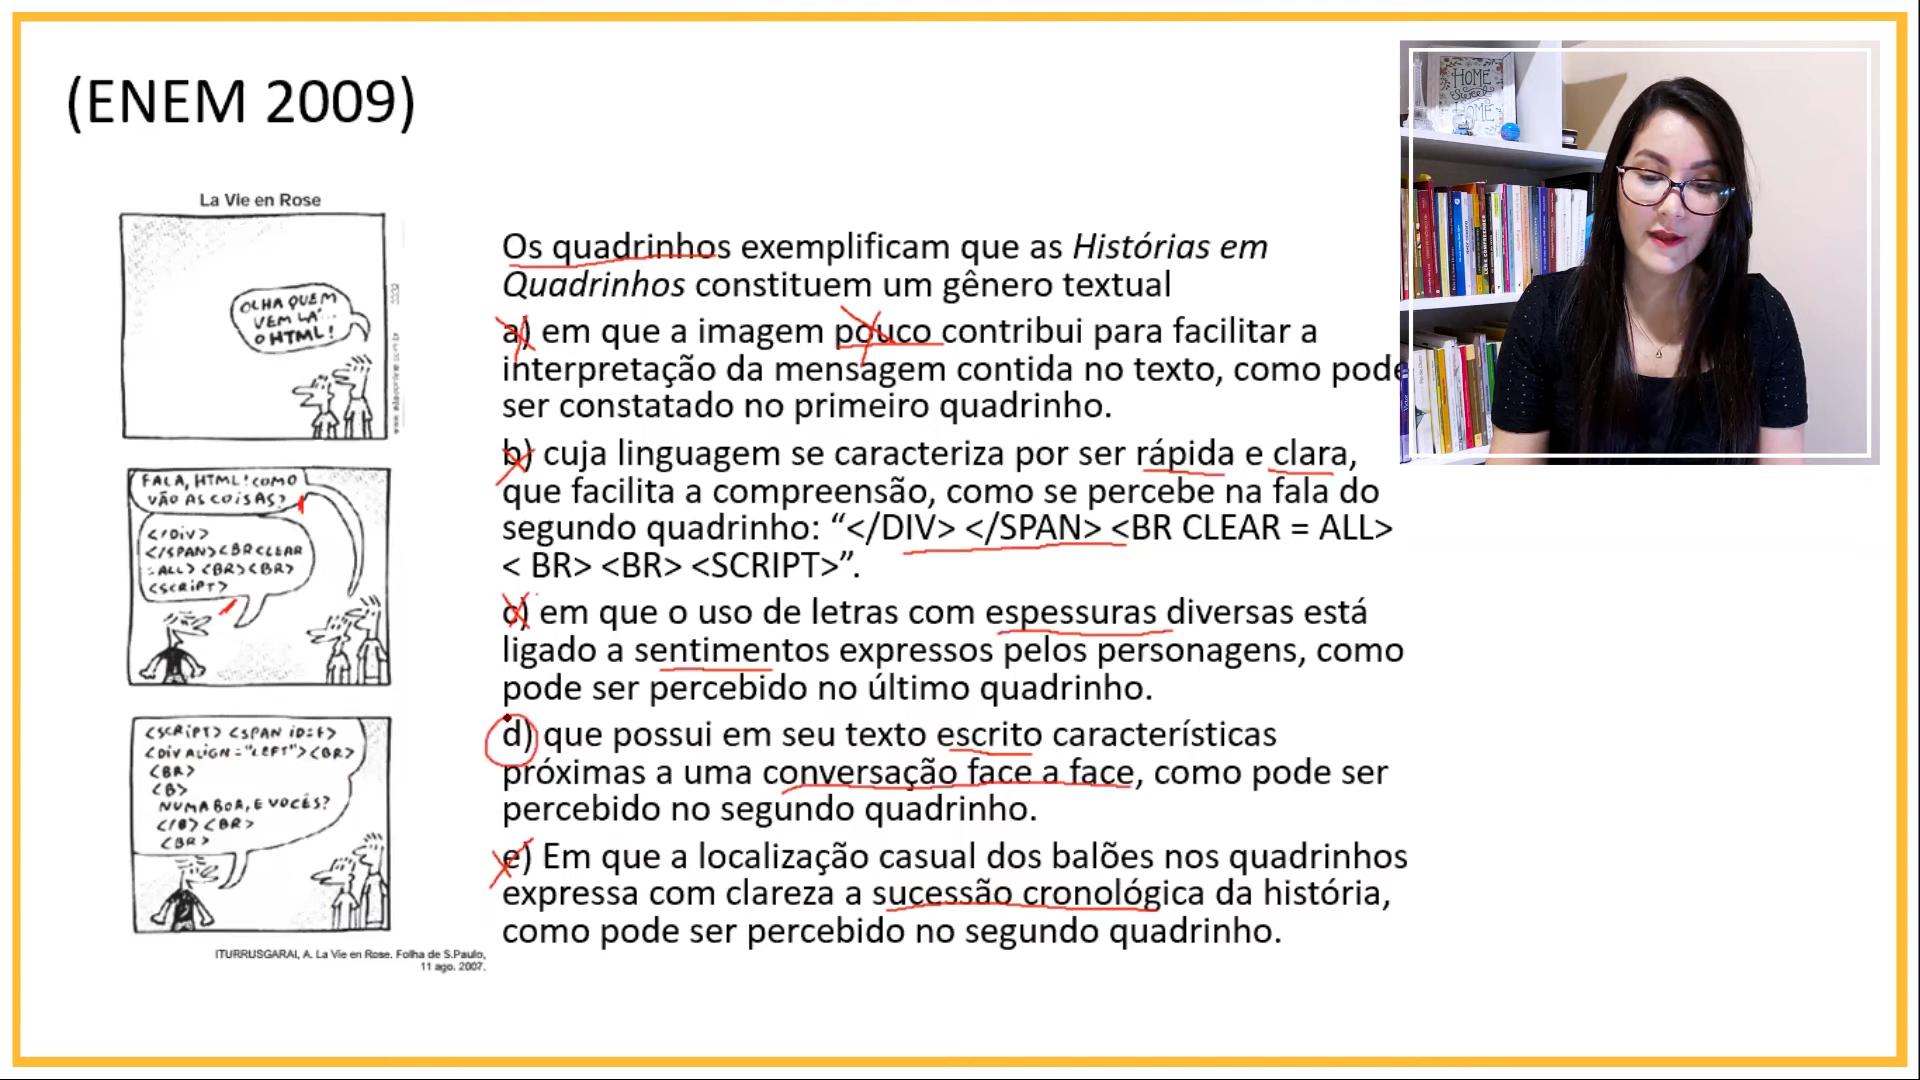 (ENEM 2009)
La Vie en Rose
OLHA QUEM
VEM LÁ...
O HTML!
FALA, HTML! COMO
VÃO AS COISAS?
</DIV>
</SPAN><BR CLEAR
=ALL> <BR><BR>
<SCRIPT>
<SCRIPT> <SPAN ID=F>
<DIV ALIGN="LEFT"><BR>
<BR>
<B>
NUMA BOA, E VOCÊS?
</B><BR>
<BR>
ITURRUSGARAI, A. La Vie en Rose. Folha de S.Paulo,
11 ago. 2007.
Os quadrinhos exemplificam que as Histórias em
Quadrinhos constituem um gênero textual
a) em que a imagem pouco contribui para facilitar a
interpretação da mensagem contida no texto, como pode
ser constatado no primeiro quadrinho.
b) cuja linguagem se caracteriza por ser rápida e clara,
que facilita a compreensão, como se percebe na fala do
segundo quadrinho: “</DIV> </SPAN> <BR CLEAR = ALL>
< BR> <BR> <SCRIPT>”.
c) em que o uso de letras com espessuras diversas está
ligado a sentimentos expressos pelos personagens, como
pode ser percebido no último quadrinho.
d) que possui em seu texto escrito características
próximas a uma conversação face a face, como pode ser
percebido no segundo quadrinho.
e) Em que a localização casual dos balões nos quadrinhos
expressa com clareza a sucessão cronológica da história,
como pode ser percebido no segundo quadrinho.
HOME
Sweet
HOME